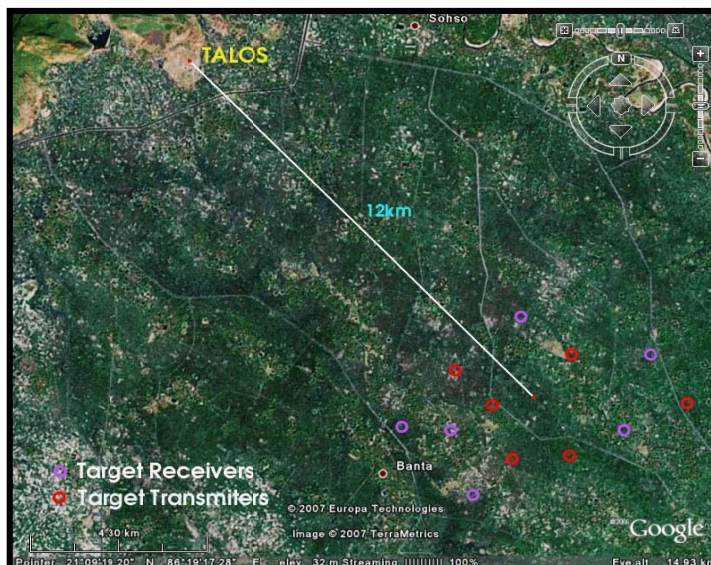 Sohso
TALOS
N
12km
Target Receivers
Banta
Target Transmiters
© 2007 Europa Technologies
Image © 2007 TerraMetrics
©2006 Google
4.30 km
Pointer 21°09'19.20" N 86°19'17.28" E elev 32 m Streaming |||||||||| 100% Eye alt 14.93 km